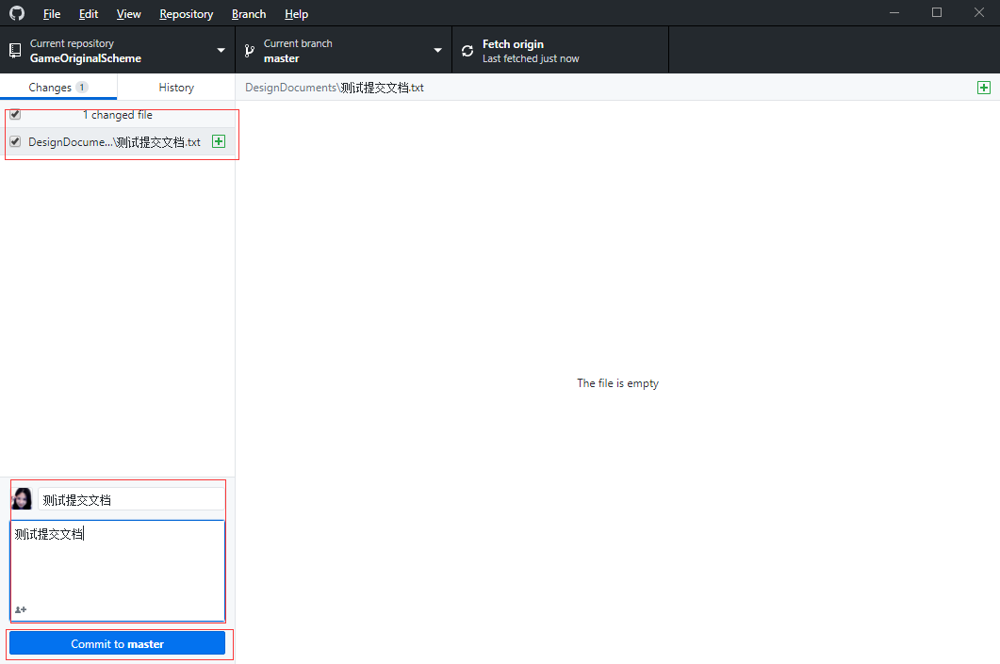 File Edit View Repository Branch Help
Current repository
GameOriginalScheme
Current branch
master
Fetch origin
Last fetched just now
Changes 1
History
DesignDocuments\测试提交文档.txt
1 changed file
DesignDocume...\测试提交文档.txt
The file is empty
测试提交文档
测试提交文档
Commit to master